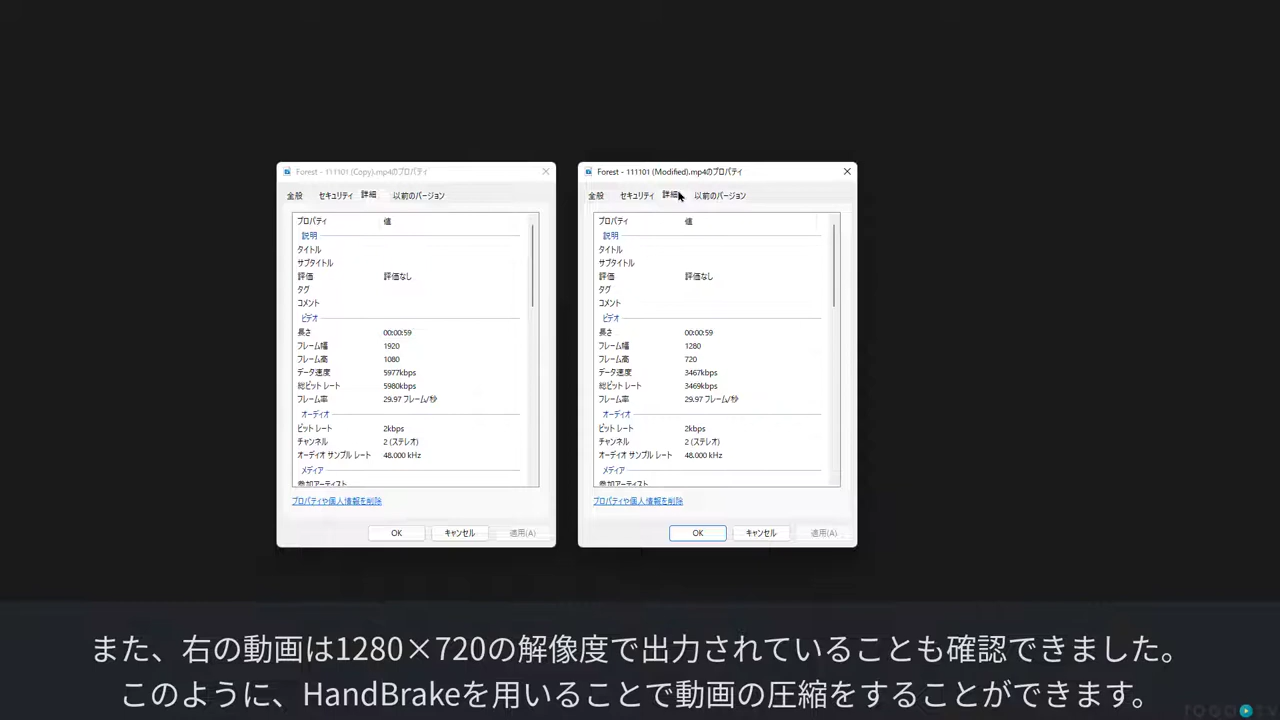 Forest - 111101 (Copy).mp4のプロパティ
全般 セキュリティ 詳細 以前のバージョン
プロパティ 値
説明
タイトル
サブタイトル
評価 評価なし
タグ
コメント
ビデオ
長さ 00:00:59
フレーム幅 1920
フレーム高 1080
データ速度 5977kbps
総ビット レート 5980kbps
フレーム率 29.97 フレーム/秒
オーディオ
ビット レート 2kbps
チャンネル 2 (ステレオ)
オーディオ サンプル レート 48.000 kHz
メディア
参加アーティスト
プロパティや個人情報を削除
OK キャンセル 適用(A)
Forest - 111101 (Modified).mp4のプロパティ
全般 セキュリティ 詳細 以前のバージョン
プロパティ 値
説明
タイトル
サブタイトル
評価 評価なし
タグ
コメント
ビデオ
長さ 00:00:59
フレーム幅 1280
フレーム高 720
データ速度 3467kbps
総ビット レート 3469kbps
フレーム率 29.97 フレーム/秒
オーディオ
ビット レート 2kbps
チャンネル 2 (ステレオ)
オーディオ サンプル レート 48.000 kHz
メディア
参加アーティスト
プロパティや個人情報を削除
OK キャンセル 適用(A)
また、右の動画は1280×720の解像度で出力されていることも確認できました。
このように、HandBrakeを用いることで動画の圧縮をすることができます。